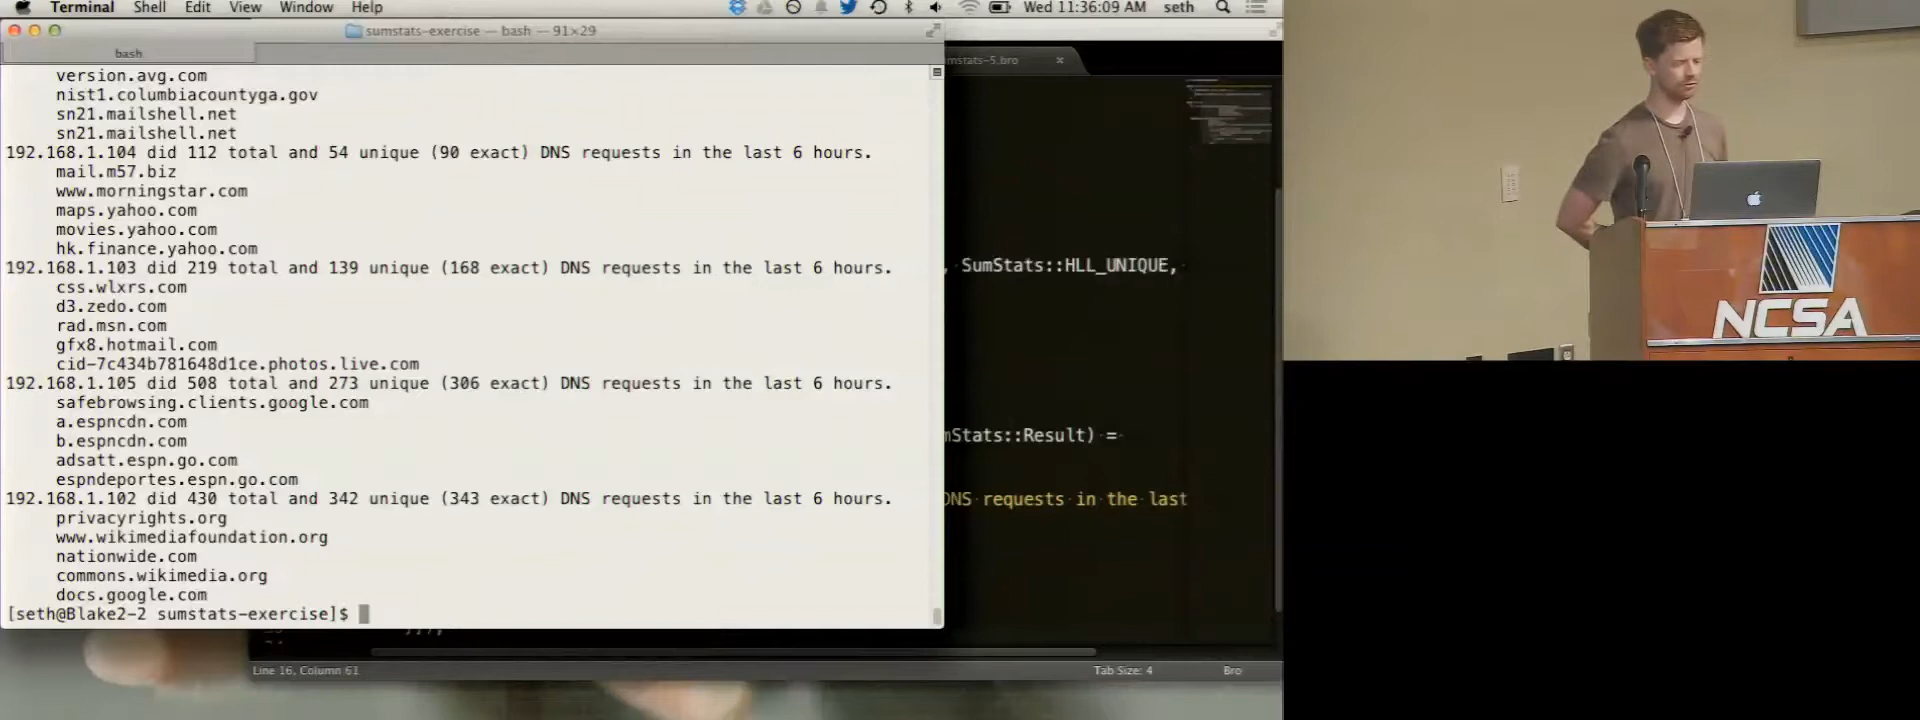 Terminal Shell Edit View Window Help Wed 11:36:09 AM seth
sumstats-exercise — bash — 91×29
bash
version.avg.com
nist1.columbiacountyga.gov
sn21.mailshell.net
sn21.mailshell.net
192.168.1.104 did 112 total and 54 unique (90 exact) DNS requests in the last 6 hours.
mail.m57.biz
www.morningstar.com
maps.yahoo.com
movies.yahoo.com
hk.finance.yahoo.com
192.168.1.103 did 219 total and 139 unique (168 exact) DNS requests in the last 6 hours.
css.wlxrs.com
d3.zedo.com
rad.msn.com
gfx8.hotmail.com
cid-7c434b781648d1ce.photos.live.com
192.168.1.105 did 508 total and 273 unique (306 exact) DNS requests in the last 6 hours.
safebrowsing.clients.google.com
a.espncdn.com
b.espncdn.com
adsatt.espn.go.com
espndeportes.espn.go.com
192.168.1.102 did 430 total and 342 unique (343 exact) DNS requests in the last 6 hours.
privacyrights.org
www.wikimediafoundation.org
nationwide.com
commons.wikimedia.org
docs.google.com
[seth@Blake2-2 sumstats-exercise]$
mstats-5.bro
, SumStats::HLL_UNIQUE,
mStats::Result) =
DNS requests in the last
Line 16, Column 61 Tab Size: 4 Bro
NCSA